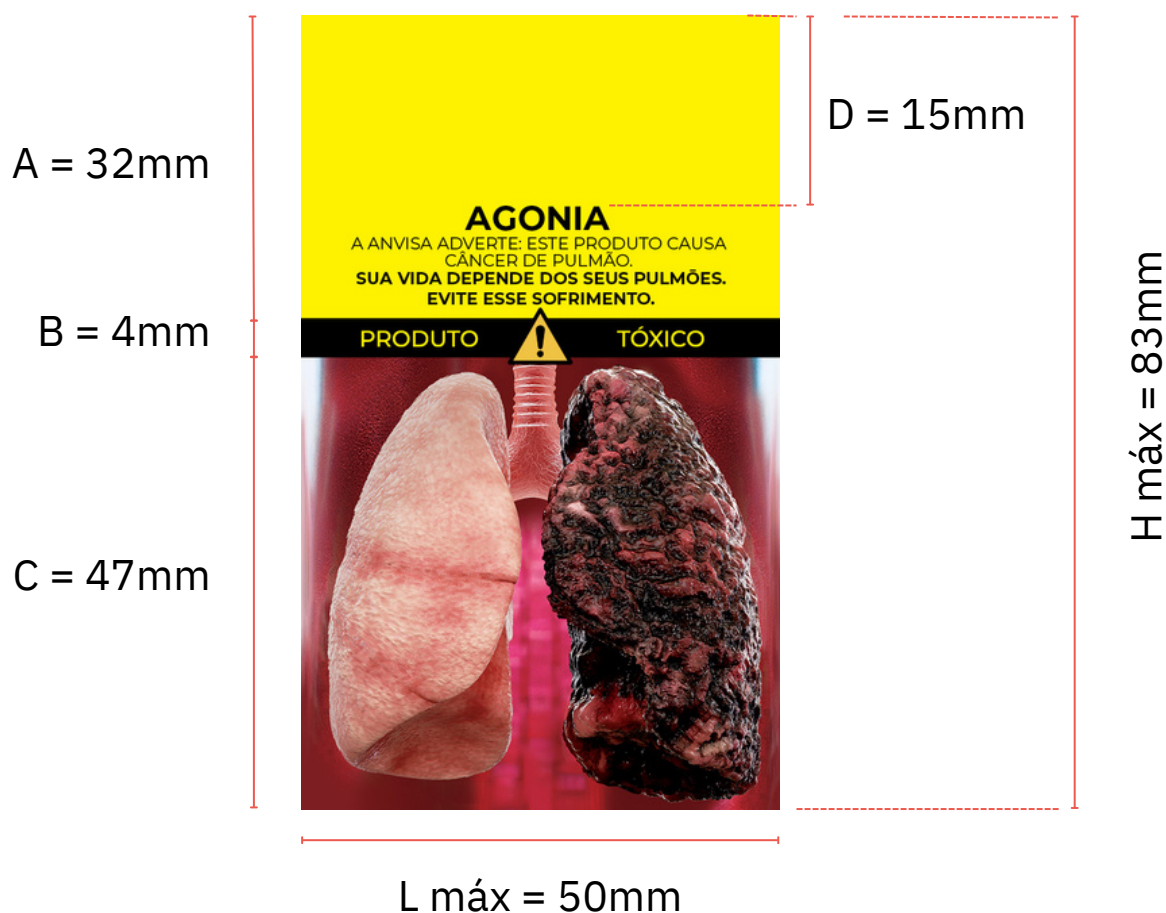 D = 15mm
A = 32mm
AGONIA
A ANVISA ADVERTE: ESTE PRODUTO CAUSA
CÂNCER DE PULMÃO.
SUA VIDA DEPENDE DOS SEUS PULMÕES.
EVITE ESSE SOFRIMENTO.
B = 4mm
PRODUTO TÓXICO
H máx = 83mm
C = 47mm
L máx = 50mm